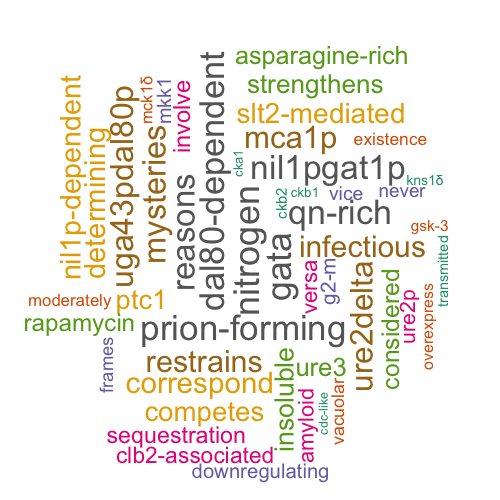 asparagine-rich
strengthens
slt2-mediated
mca1p
existence
nil1pgat1p
kns1δ
vice
never
qn-rich
gsk-3
infectious
transmitted
nil1p-dependent
determining
uga43pdal80p
mck1δ
mkk1
involve
mysteries
reasons
dal80-dependent
cka1
nitrogen
ckb2
ckb1
gata
versa
g2-m
ure2delta
considered
ure2p
overexpress
moderately
ptc1
rapamycin
prion-forming
frames
restrains
correspond
competes
insoluble
ure3
amyloid
cdc-like
vacuolar
sequestration
clb2-associated
downregulating